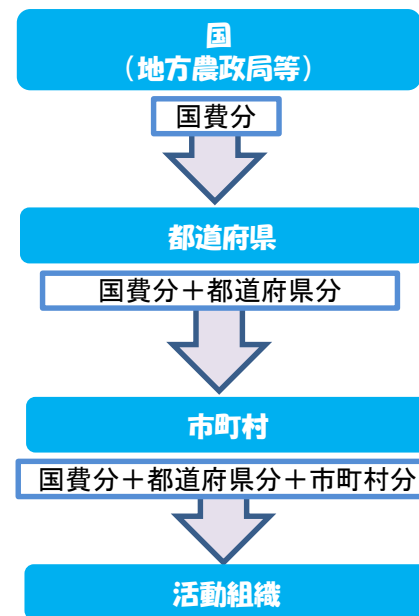 国
（地方農政局等）
国費分
都道府県
国費分＋都道府県分
市町村
国費分＋都道府県分＋市町村分
活動組織